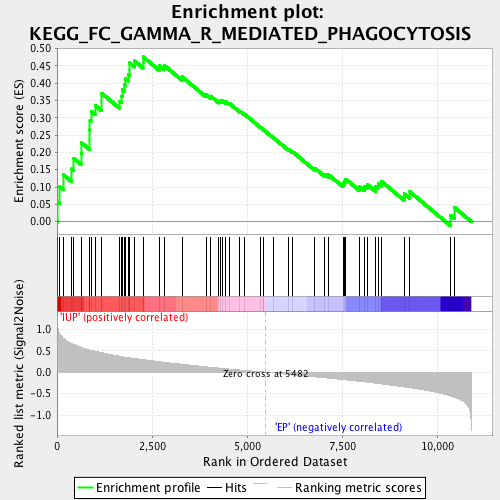 Enrichment plot:
KEGG_FC_GAMMA_R_MEDIATED_PHAGOCYTOSIS
Enrichment score (ES)
0.50
0.45
0.40
0.35
0.30
0.25
0.20
0.15
0.10
0.05
0.00
Ranked list metric (Signal2Noise)
'IUP' (positively correlated)
1.0
0.5
0.0
-0.5
-1.0
Zero cross at 5482
'EP' (negatively correlated)
0
2,500
5,000
7,500
10,000
Rank in Ordered Dataset
Enrichment profile
Hits
Ranking metric scores